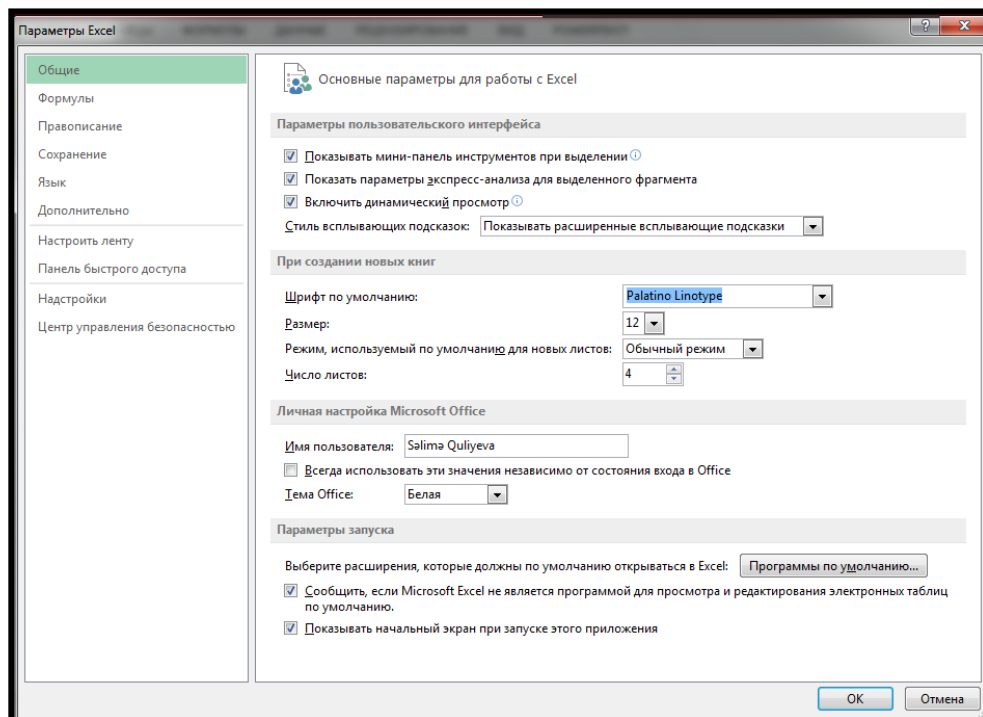 Параметры Excel
Общие
Формулы
Правописание
Сохранение
Язык
Дополнительно
Настроить ленту
Панель быстрого доступа
Надстройки
Центр управления безопасностью
Основные параметры для работы с Excel
Параметры пользовательского интерфейса
Показывать мини-панель инструментов при выделении
Показать параметры экспресс-анализа для выделенного фрагмента
Включить динамический просмотр
Стиль всплывающих подсказок: Показывать расширенные всплывающие подсказки
При создании новых книг
Шрифт по умолчанию: Palatino Linotype
Размер: 12
Режим, используемый по умолчанию для новых листов: Обычный режим
Число листов: 4
Личная настройка Microsoft Office
Имя пользователя: Səlimə Quliyeva
Всегда использовать эти значения независимо от состояния входа в Office
Тема Office: Белая
Параметры запуска
Выберите расширения, которые должны по умолчанию открываться в Excel: Программы по умолчанию...
Сообщить, если Microsoft Excel не является программой для просмотра и редактирования электронных таблиц
по умолчанию.
Показывать начальный экран при запуске этого приложения
ОК Отмена